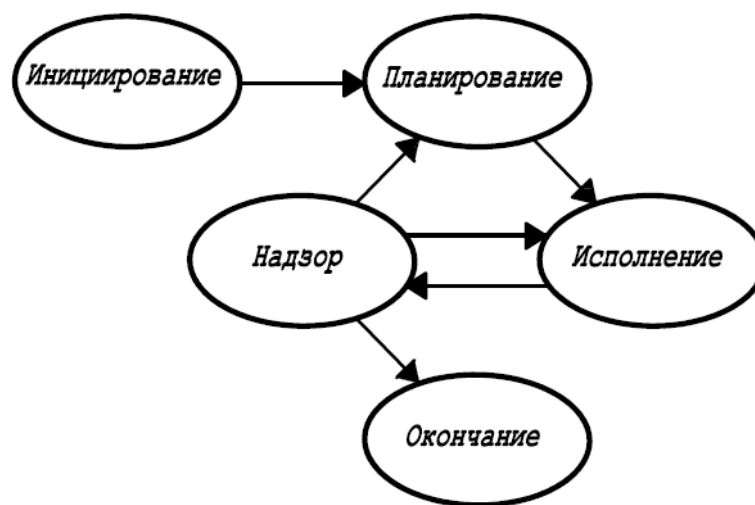 Инициирование
Планирование
Надзор
Исполнение
Окончание